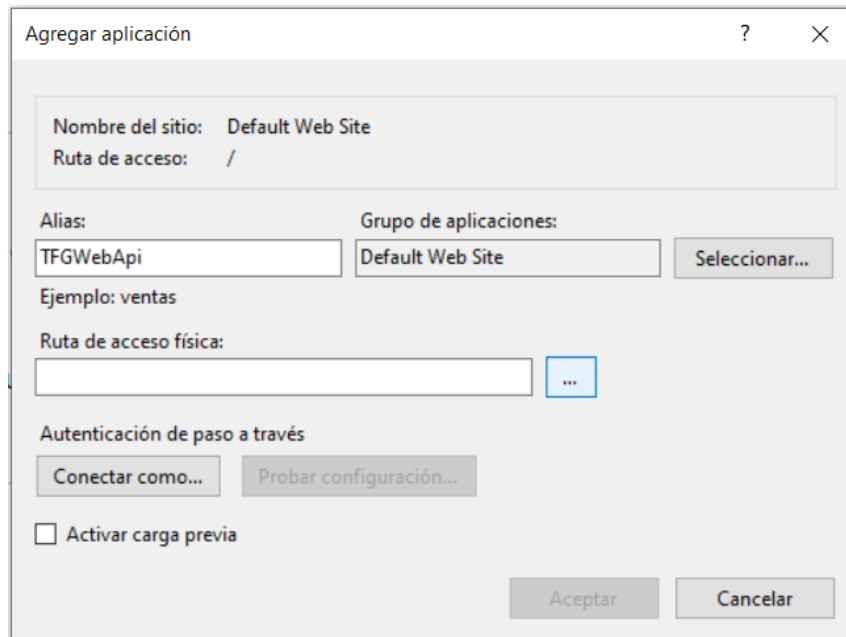 Agregar aplicación ?
Nombre del sitio: Default Web Site
Ruta de acceso: /
Alias: Grupo de aplicaciones:
TFGWebApi Default Web Site Seleccionar...
Ejemplo: ventas
Ruta de acceso física:
...
Autenticación de paso a través
Conectar como... Probar configuración...
Activar carga previa
Aceptar Cancelar